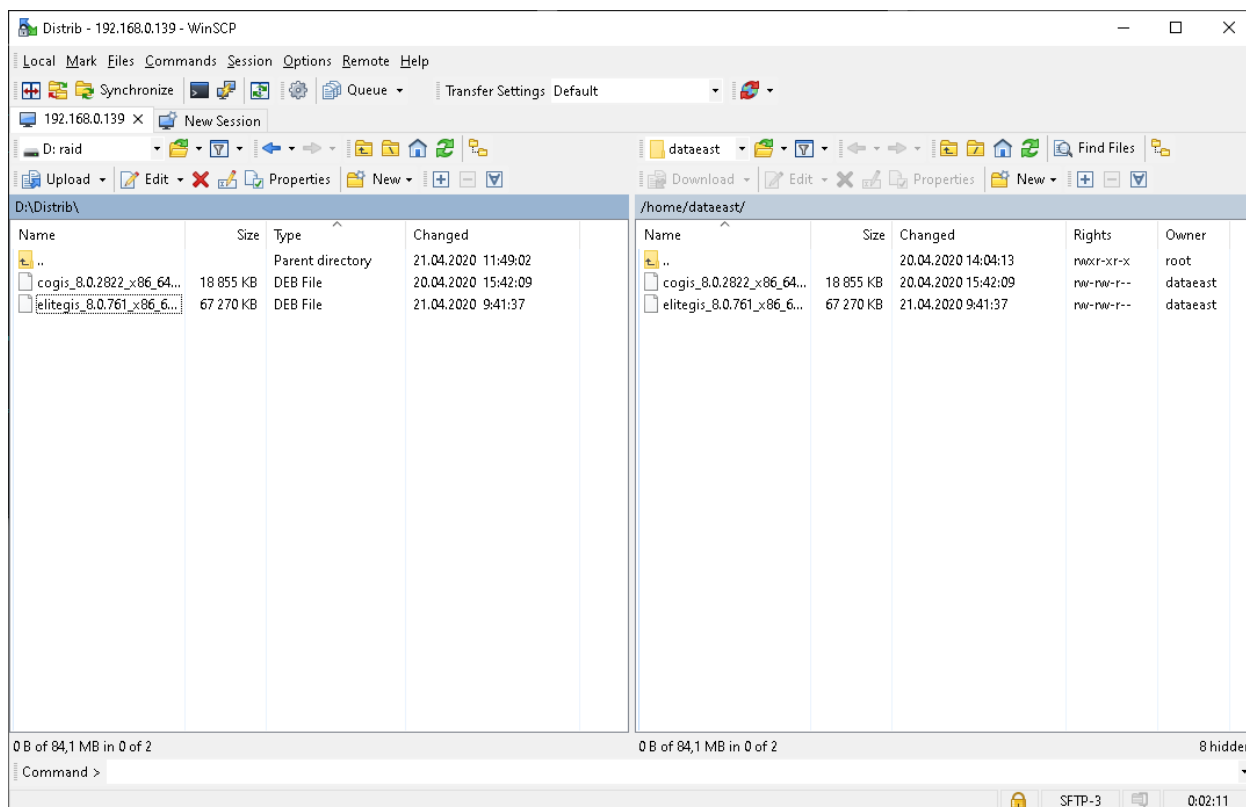 Distrib - 192.168.0.139 - WinSCP
Local Mark Files Commands Session Options Remote Help
Synchronize Queue Transfer Settings Default
192.168.0.139 New Session
D: raid dataeast Find Files
Upload Edit Properties New Download Edit Properties New
D:\Distrib\ /home/dataeast/
Name Size Type Changed Name Size Changed Rights Owner
.. Parent directory 21.04.2020 11:49:02 .. 20.04.2020 14:04:13 rwxr-xr-x root
cogis_8.0.2822_x86_64... 18 855 KB DEB File 20.04.2020 15:42:09 cogis_8.0.2822_x86_64... 18 855 KB 20.04.2020 15:42:09 rw-rw-r-- dataeast
elitegis_8.0.761_x86_6... 67 270 KB DEB File 21.04.2020 9:41:37 elitegis_8.0.761_x86_6... 67 270 KB 21.04.2020 9:41:37 rw-rw-r-- dataeast
0 B of 84,1 MB in 0 of 2 0 B of 84,1 MB in 0 of 2 8 hidden
Command >
SFTP-3 0:02:11